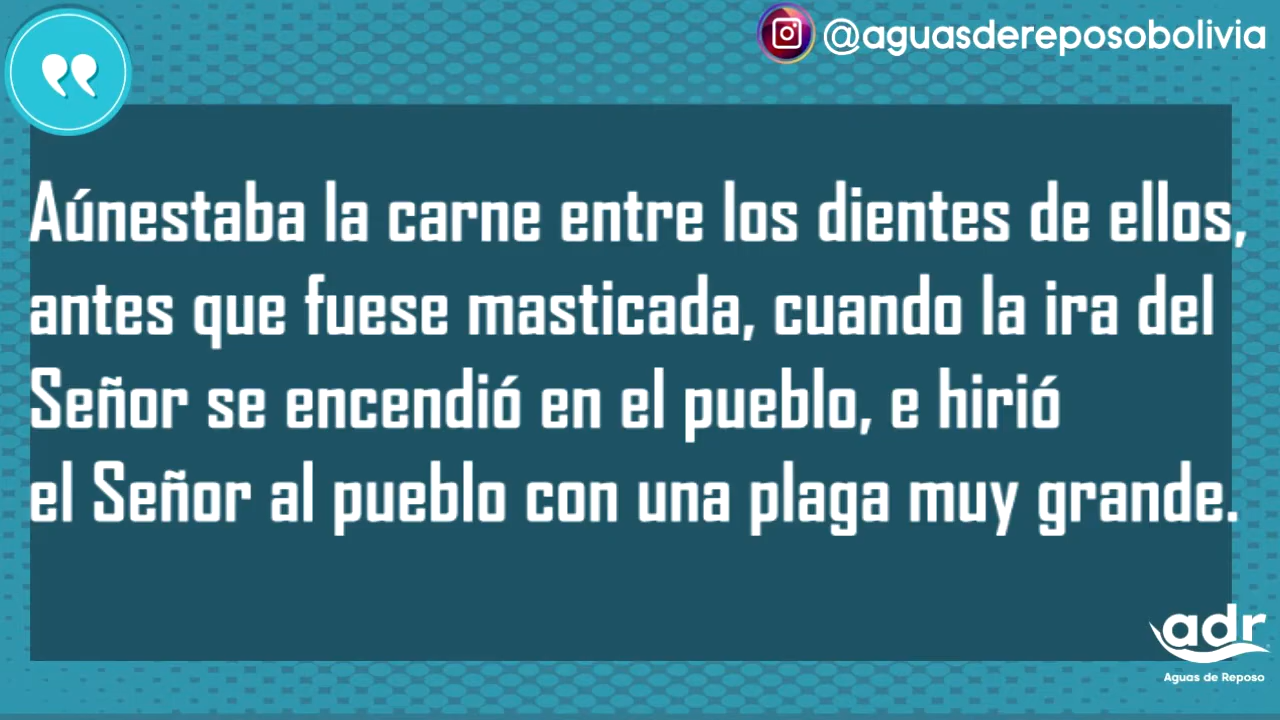 @aguasdereposobolivia
Aúnestaba la carne entre los dientes de ellos,
antes que fuese masticada, cuando la ira del
Señor se encendió en el pueblo, e hirió
el Señor al pueblo con una plaga muy grande.
adr
Aguas de Reposo